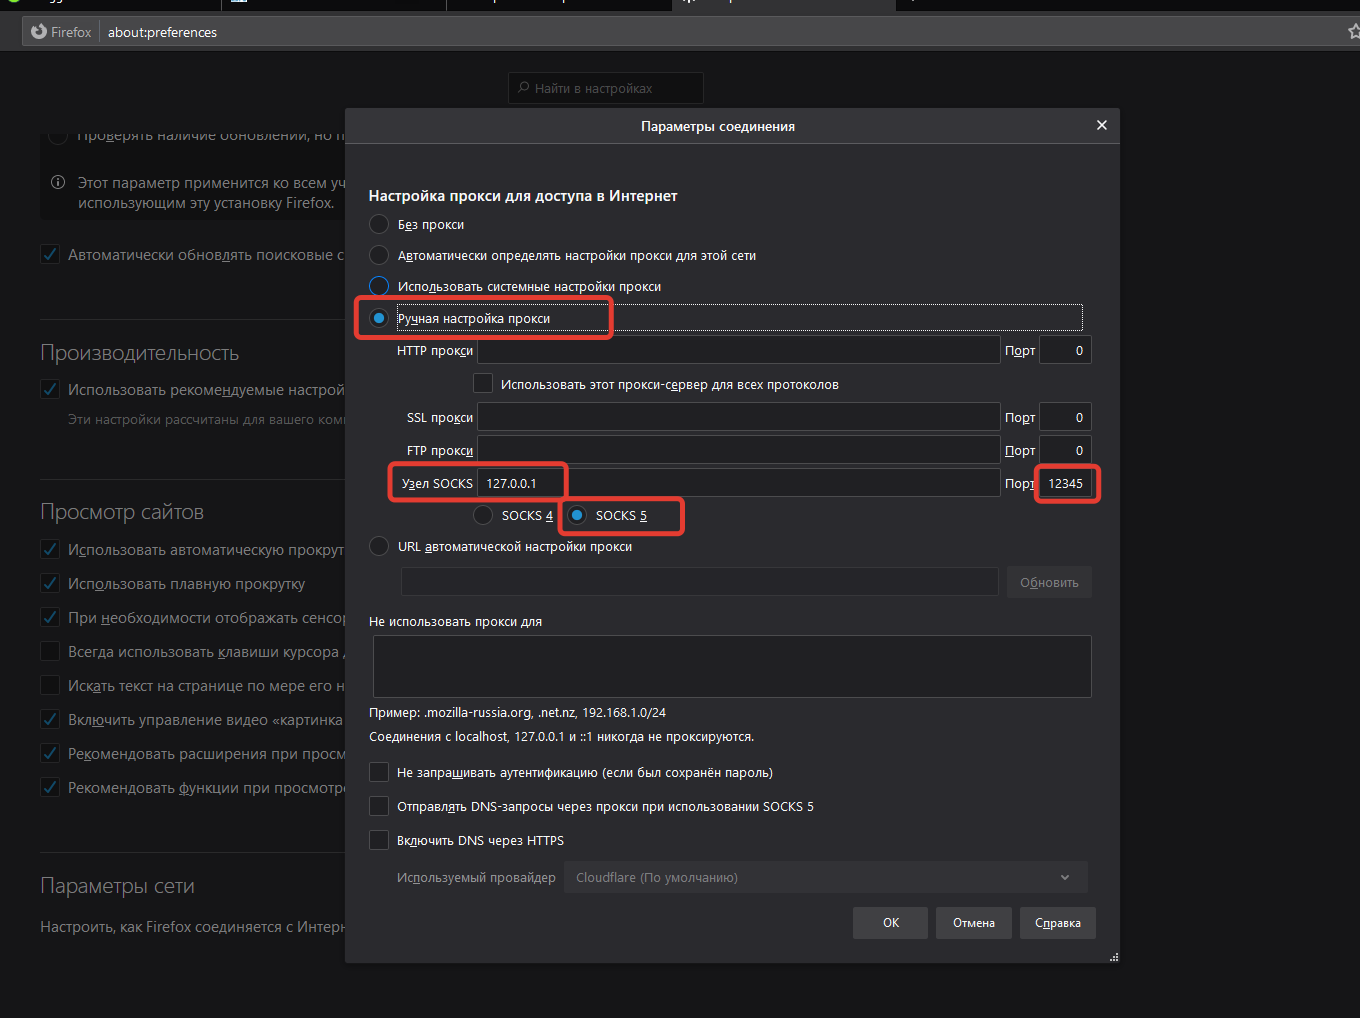 Firefox
about:preferences
Найти в настройках
Проверять наличие обновлений, но п
Этот параметр применится ко всем уч
использующим эту установку Firefox.
Автоматически обновлять поисковые с
Производительность
Использовать рекомендуемые настрой
Эти настройки рассчитаны для вашего ком
Просмотр сайтов
Использовать автоматическую прокрут
Использовать плавную прокрутку
При необходимости отображать сенсор
Всегда использовать клавиши курсора д
Искать текст на странице по мере его н
Включить управление видео «картинка
Рекомендовать расширения при просм
Рекомендовать функции при просмотре
Параметры сети
Настроить, как Firefox соединяется с Интерн
Параметры соединения
Настройка прокси для доступа в Интернет
Без прокси
Автоматически определять настройки прокси для этой сети
Использовать системные настройки прокси
Ручная настройка прокси
HTTP прокси Порт 0
Использовать этот прокси-сервер для всех протоколов
SSL прокси Порт 0
FTP прокси Порт 0
Узел SOCKS 127.0.0.1 Порт 12345
SOCKS 4 SOCKS 5
URL автоматической настройки прокси
Обновить
Не использовать прокси для
Пример: .mozilla-russia.org, .net.nz, 192.168.1.0/24
Соединения с localhost, 127.0.0.1 и ::1 никогда не проксируются.
Не запрашивать аутентификацию (если был сохранён пароль)
Отправлять DNS-запросы через прокси при использовании SOCKS 5
Включить DNS через HTTPS
Используемый провайдер Cloudflare (По умолчанию)
ОК Отмена Справка